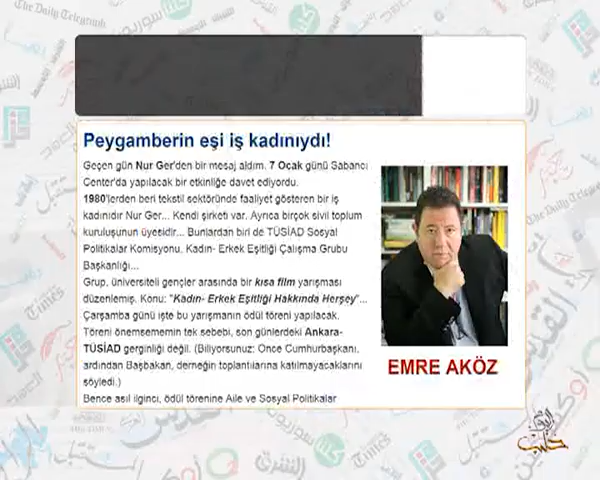 Peygamberin eşi iş kadınıydı!
Geçen gün Nur Ger'den bir mesaj aldım. 7 Ocak günü Sabancı
Center'da yapılacak bir etkinliğe davet ediyordu.
1980'lerden beri tekstil sektöründe faaliyet gösteren bir iş
kadınıdır Nur Ger... Kendi şirketi var. Ayrıca birçok sivil toplum
kuruluşunun üyesidir... Bunlardan biri de TÜSİAD Sosyal
Politikalar Komisyonu, Kadın- Erkek Eşitliği Çalışma Grubu
Başkanlığı...
Grup, üniversiteli gençler arasında bir kısa film yarışması
düzenlemiş. Konu: "Kadın- Erkek Eşitliği Hakkında Herşey"...
Çarşamba günü işte bu yarışmanın ödül töreni yapılacak.
Töreni önemsememin tek sebebi, son günlerdeki Ankara-
TÜSİAD gerginliği değil. (Biliyorsunuz: Önce Cumhurbaşkanı,
ardından Başbakan, derneğin toplantılarına katılmayacaklarını
söyledi.)
Bence asıl ilginci, ödül törenine Aile ve Sosyal Politikalar
EMRE AKÖZ
The Daily Telegraph
Times